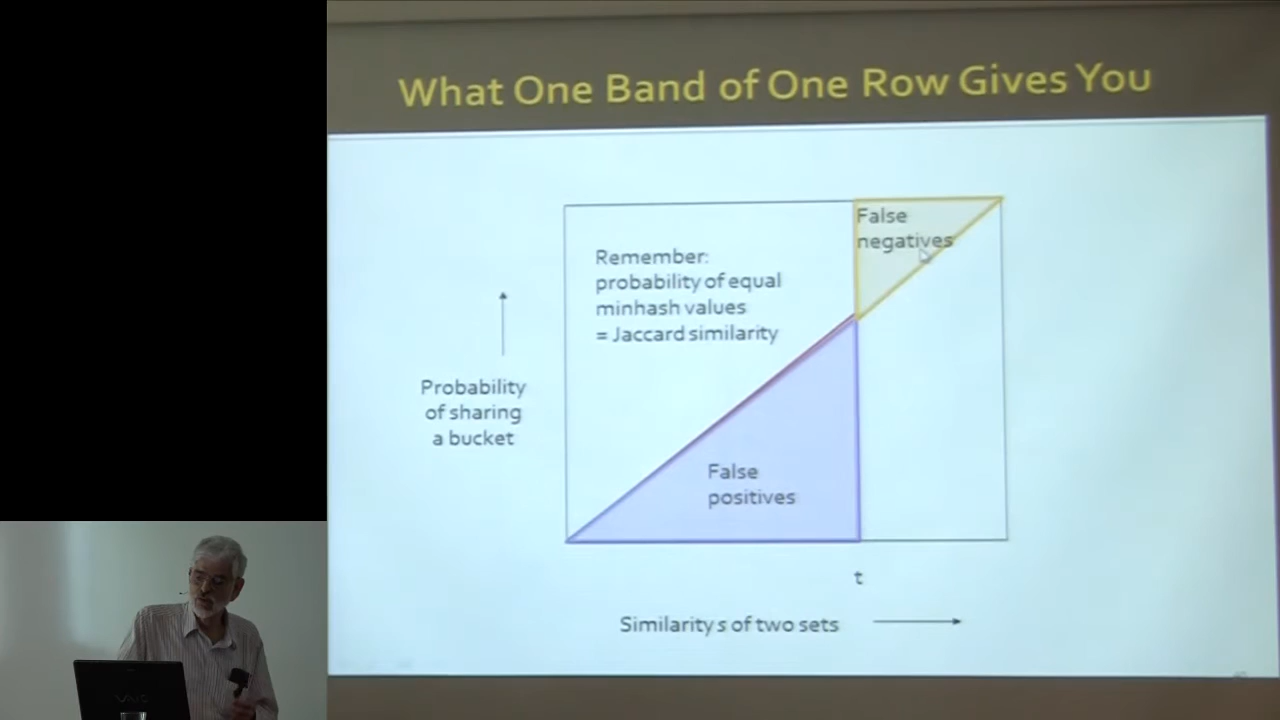 What One Band of One Row Gives You
False
negatives
Remember:
probability of equal
minhash values
= Jaccard similarity
Probability
of sharing
a bucket
False
positives
t
Similarity s of two sets
VAIO